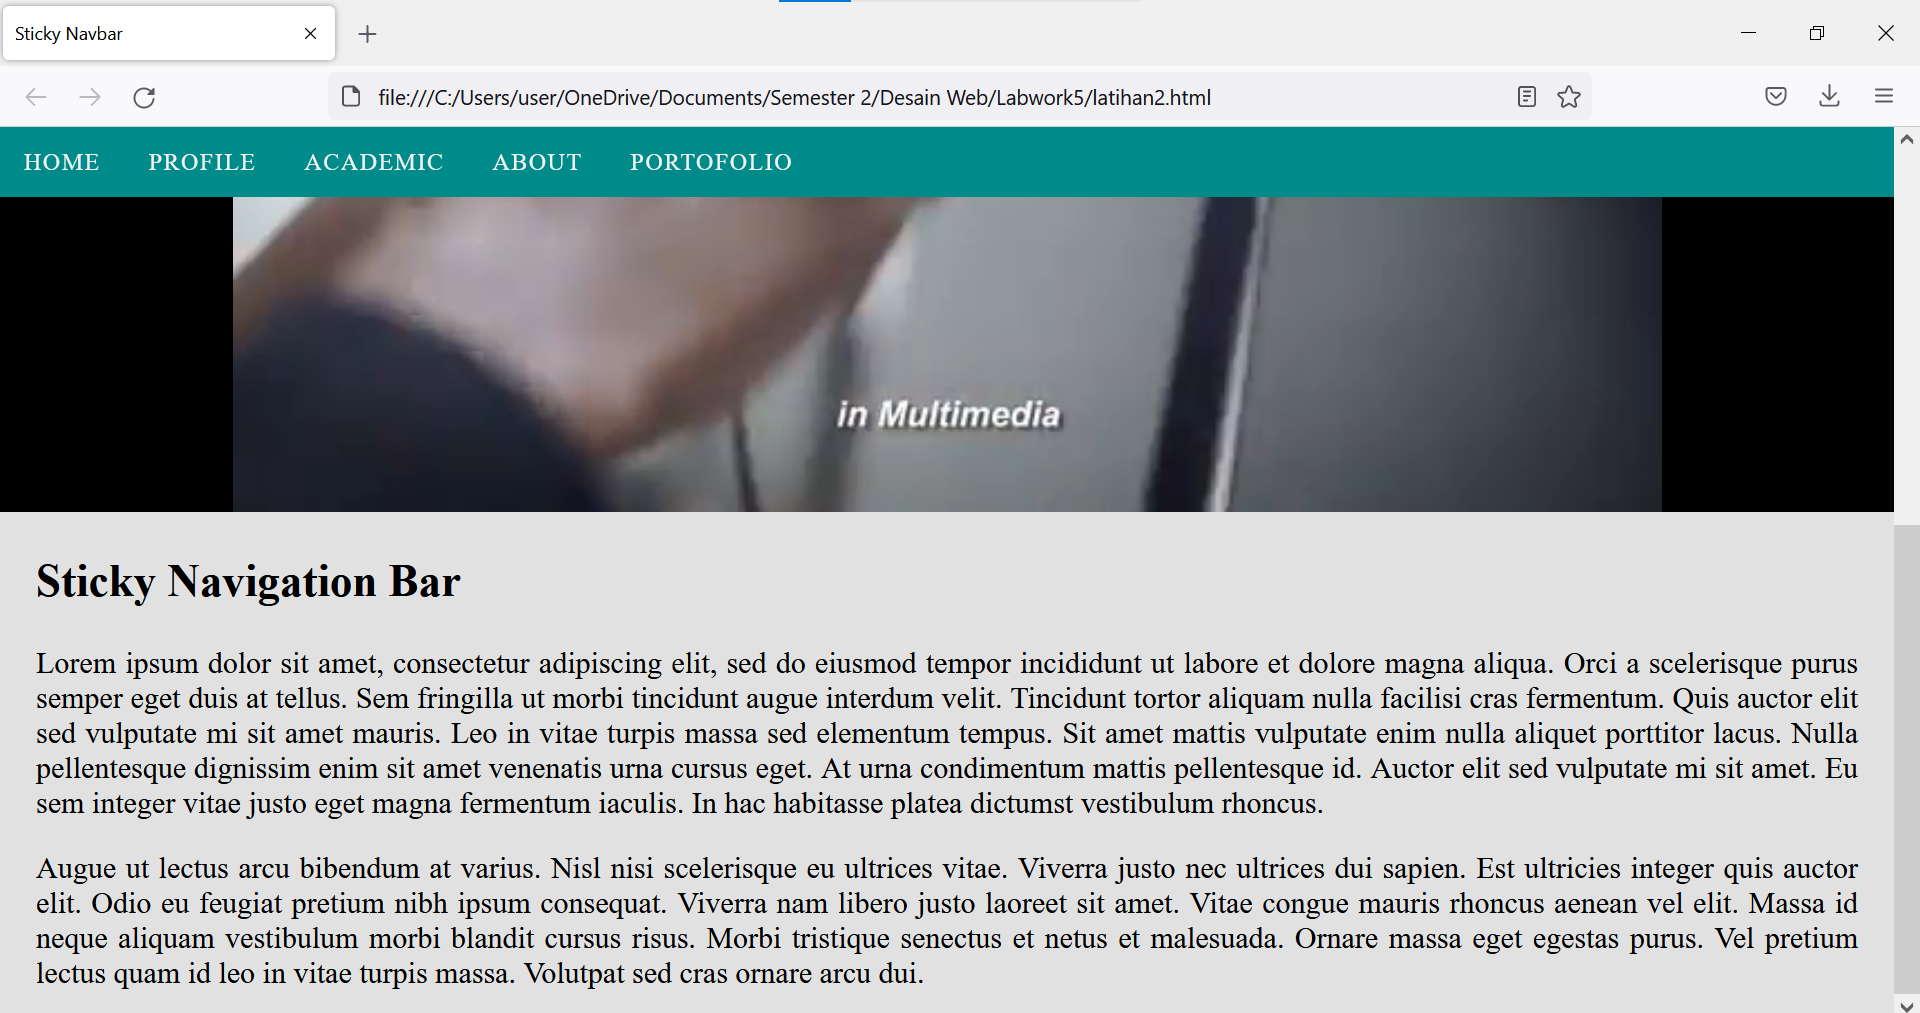 Sticky Navbar
file:///C:/Users/user/OneDrive/Documents/Semester 2/Desain Web/Labwork5/latihan2.html
HOME PROFILE ACADEMIC ABOUT PORTOFOLIO
in Multimedia
Sticky Navigation Bar
Lorem ipsum dolor sit amet, consectetur adipiscing elit, sed do eiusmod tempor incididunt ut labore et dolore magna aliqua. Orci a scelerisque purus
semper eget duis at tellus. Sem fringilla ut morbi tincidunt augue interdum velit. Tincidunt tortor aliquam nulla facilisi cras fermentum. Quis auctor elit
sed vulputate mi sit amet mauris. Leo in vitae turpis massa sed elementum tempus. Sit amet mattis vulputate enim nulla aliquet porttitor lacus. Nulla
pellentesque dignissim enim sit amet venenatis urna cursus eget. At urna condimentum mattis pellentesque id. Auctor elit sed vulputate mi sit amet. Eu
sem integer vitae justo eget magna fermentum iaculis. In hac habitasse platea dictumst vestibulum rhoncus.
Augue ut lectus arcu bibendum at varius. Nisl nisi scelerisque eu ultrices vitae. Viverra justo nec ultrices dui sapien. Est ultricies integer quis auctor
elit. Odio eu feugiat pretium nibh ipsum consequat. Viverra nam libero justo laoreet sit amet. Vitae congue mauris rhoncus aenean vel elit. Massa id
neque aliquam vestibulum morbi blandit cursus risus. Morbi tristique senectus et netus et malesuada. Ornare massa eget egestas purus. Vel pretium
lectus quam id leo in vitae turpis massa. Volutpat sed cras ornare arcu dui.